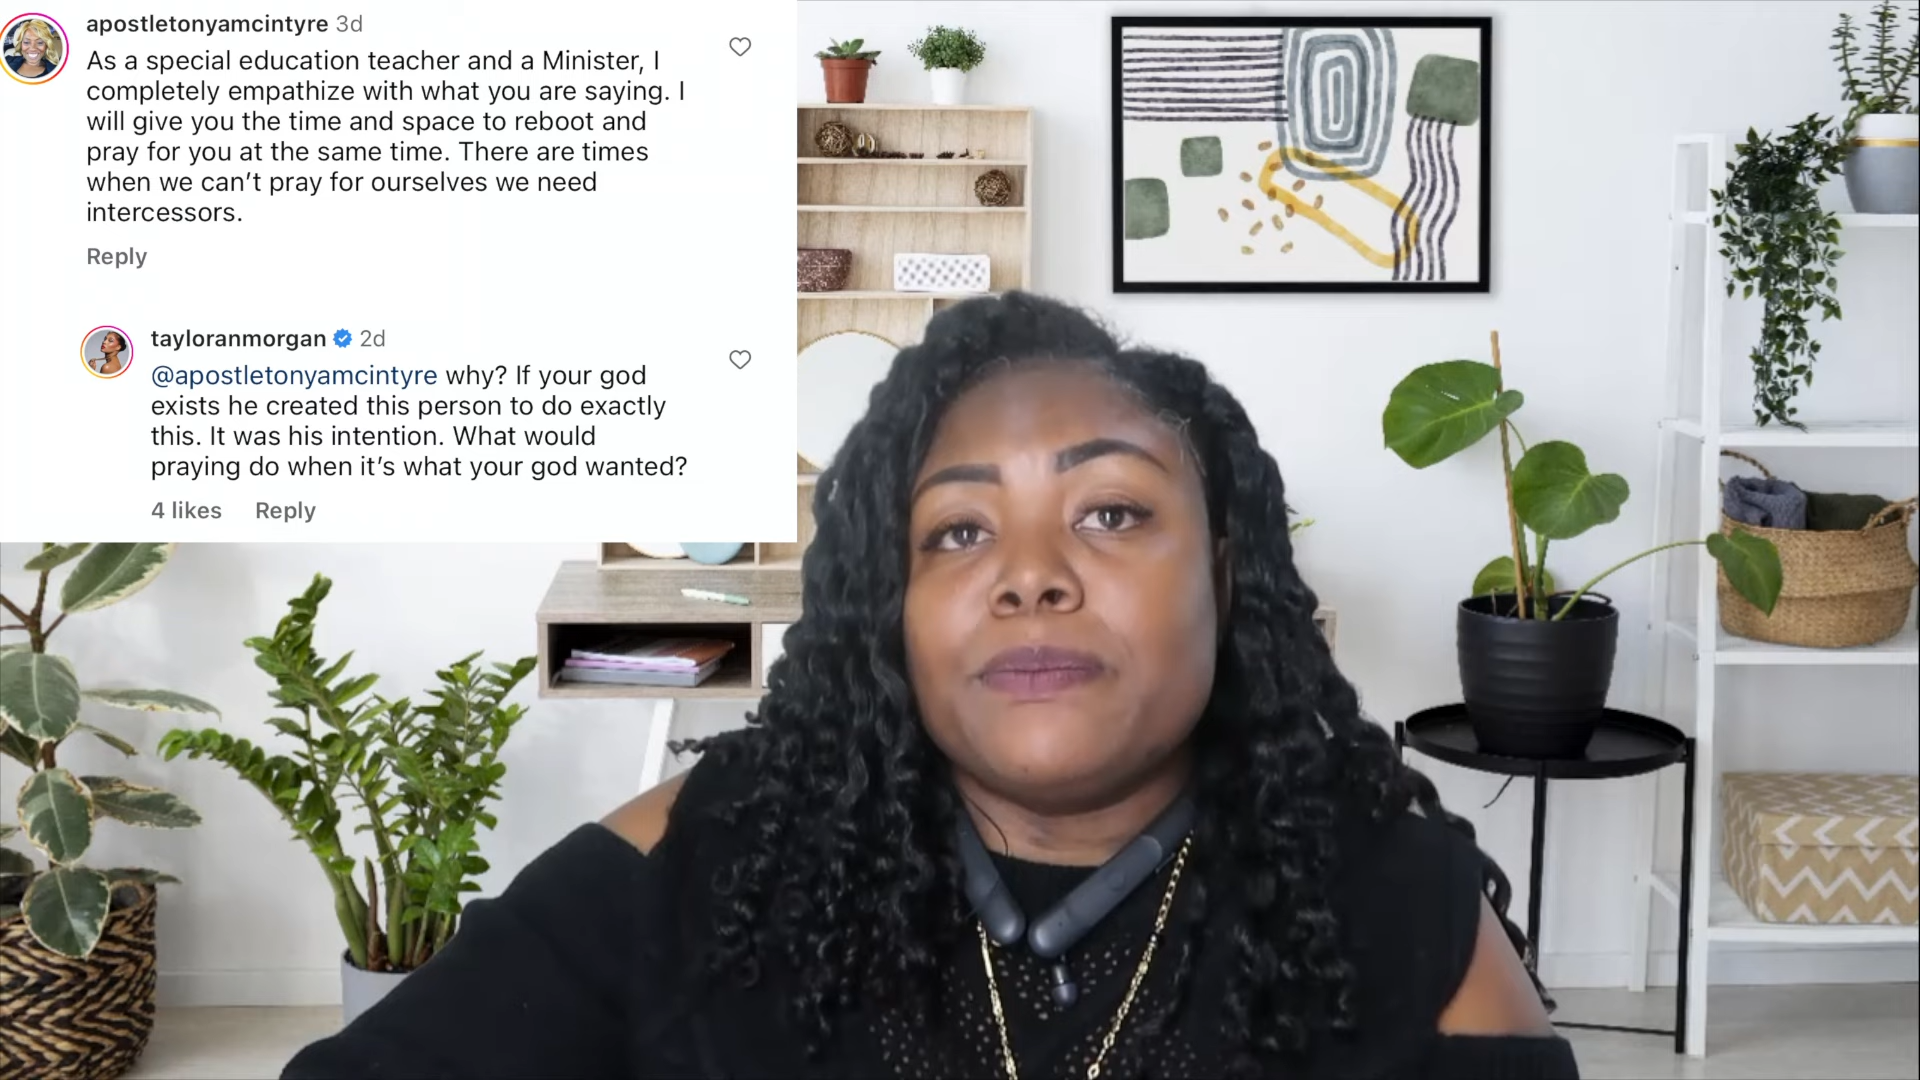 apostletonyamcintyre 3d
As a special education teacher and a Minister, I
completely empathize with what you are saying. I
will give you the time and space to reboot and
pray for you at the same time. There are times
when we can’t pray for ourselves we need
intercessors.
Reply
tayloranmorgan 2d
@apostletonyamcintyre why? If your god
exists he created this person to do exactly
this. It was his intention. What would
praying do when it’s what your god wanted?
4 likes Reply